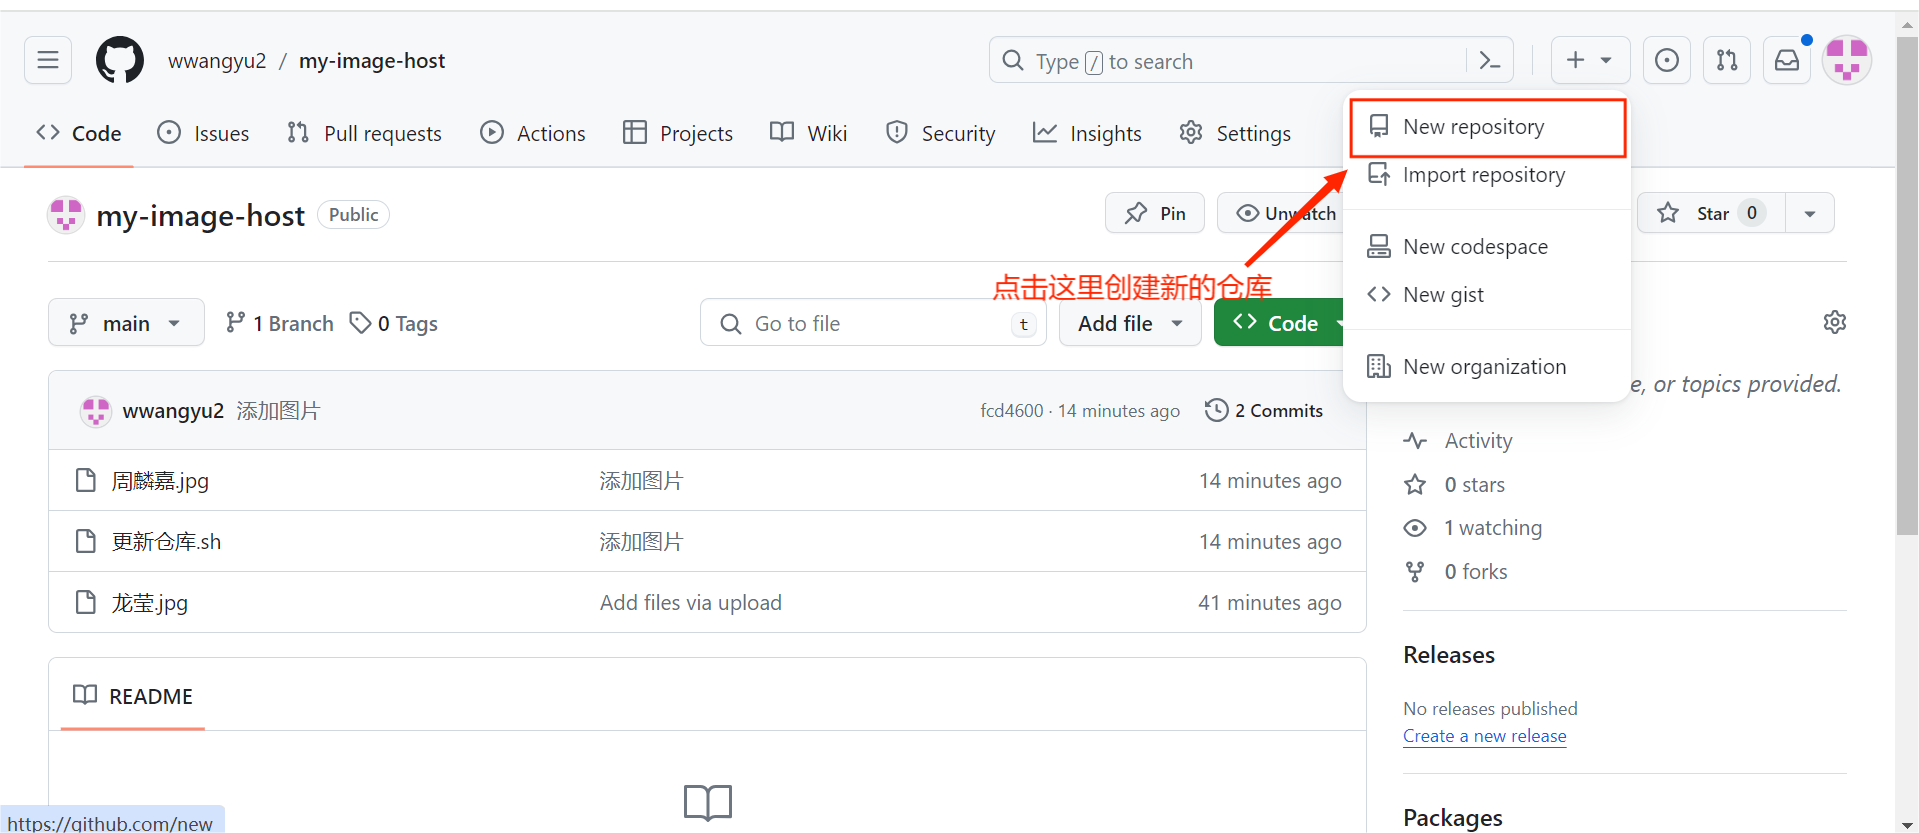 wwangyu2 / my-image-host
Type / to search
Code Issues Pull requests Actions Projects Wiki Security Insights Settings
New repository
Import repository
New codespace
New gist
New organization
my-image-host Public
Pin
Unwatch
Star 0
点击这里创建新的仓库
main
1 Branch
0 Tags
Go to file t
Add file
Code
e, or topics provided.
wwangyu2 添加图片 fcd4600 · 14 minutes ago 2 Commits
周麟嘉.jpg 添加图片 14 minutes ago
更新仓库.sh 添加图片 14 minutes ago
龙莹.jpg Add files via upload 41 minutes ago
README
Activity
0 stars
1 watching
0 forks
Releases
No releases published
Create a new release
Packages
https://github.com/new